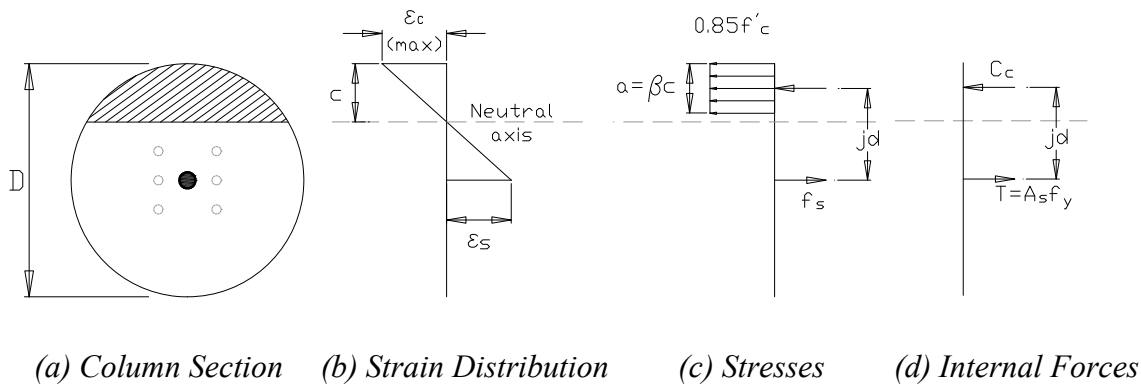 D
(a) Column Section
εc
(max)
c
Neutral
axis
εs
(b) Strain Distribution
0.85f'c
a=βc
jd
fs
(c) Stresses
Cc
jd
T=Asfy
(d) Internal Forces